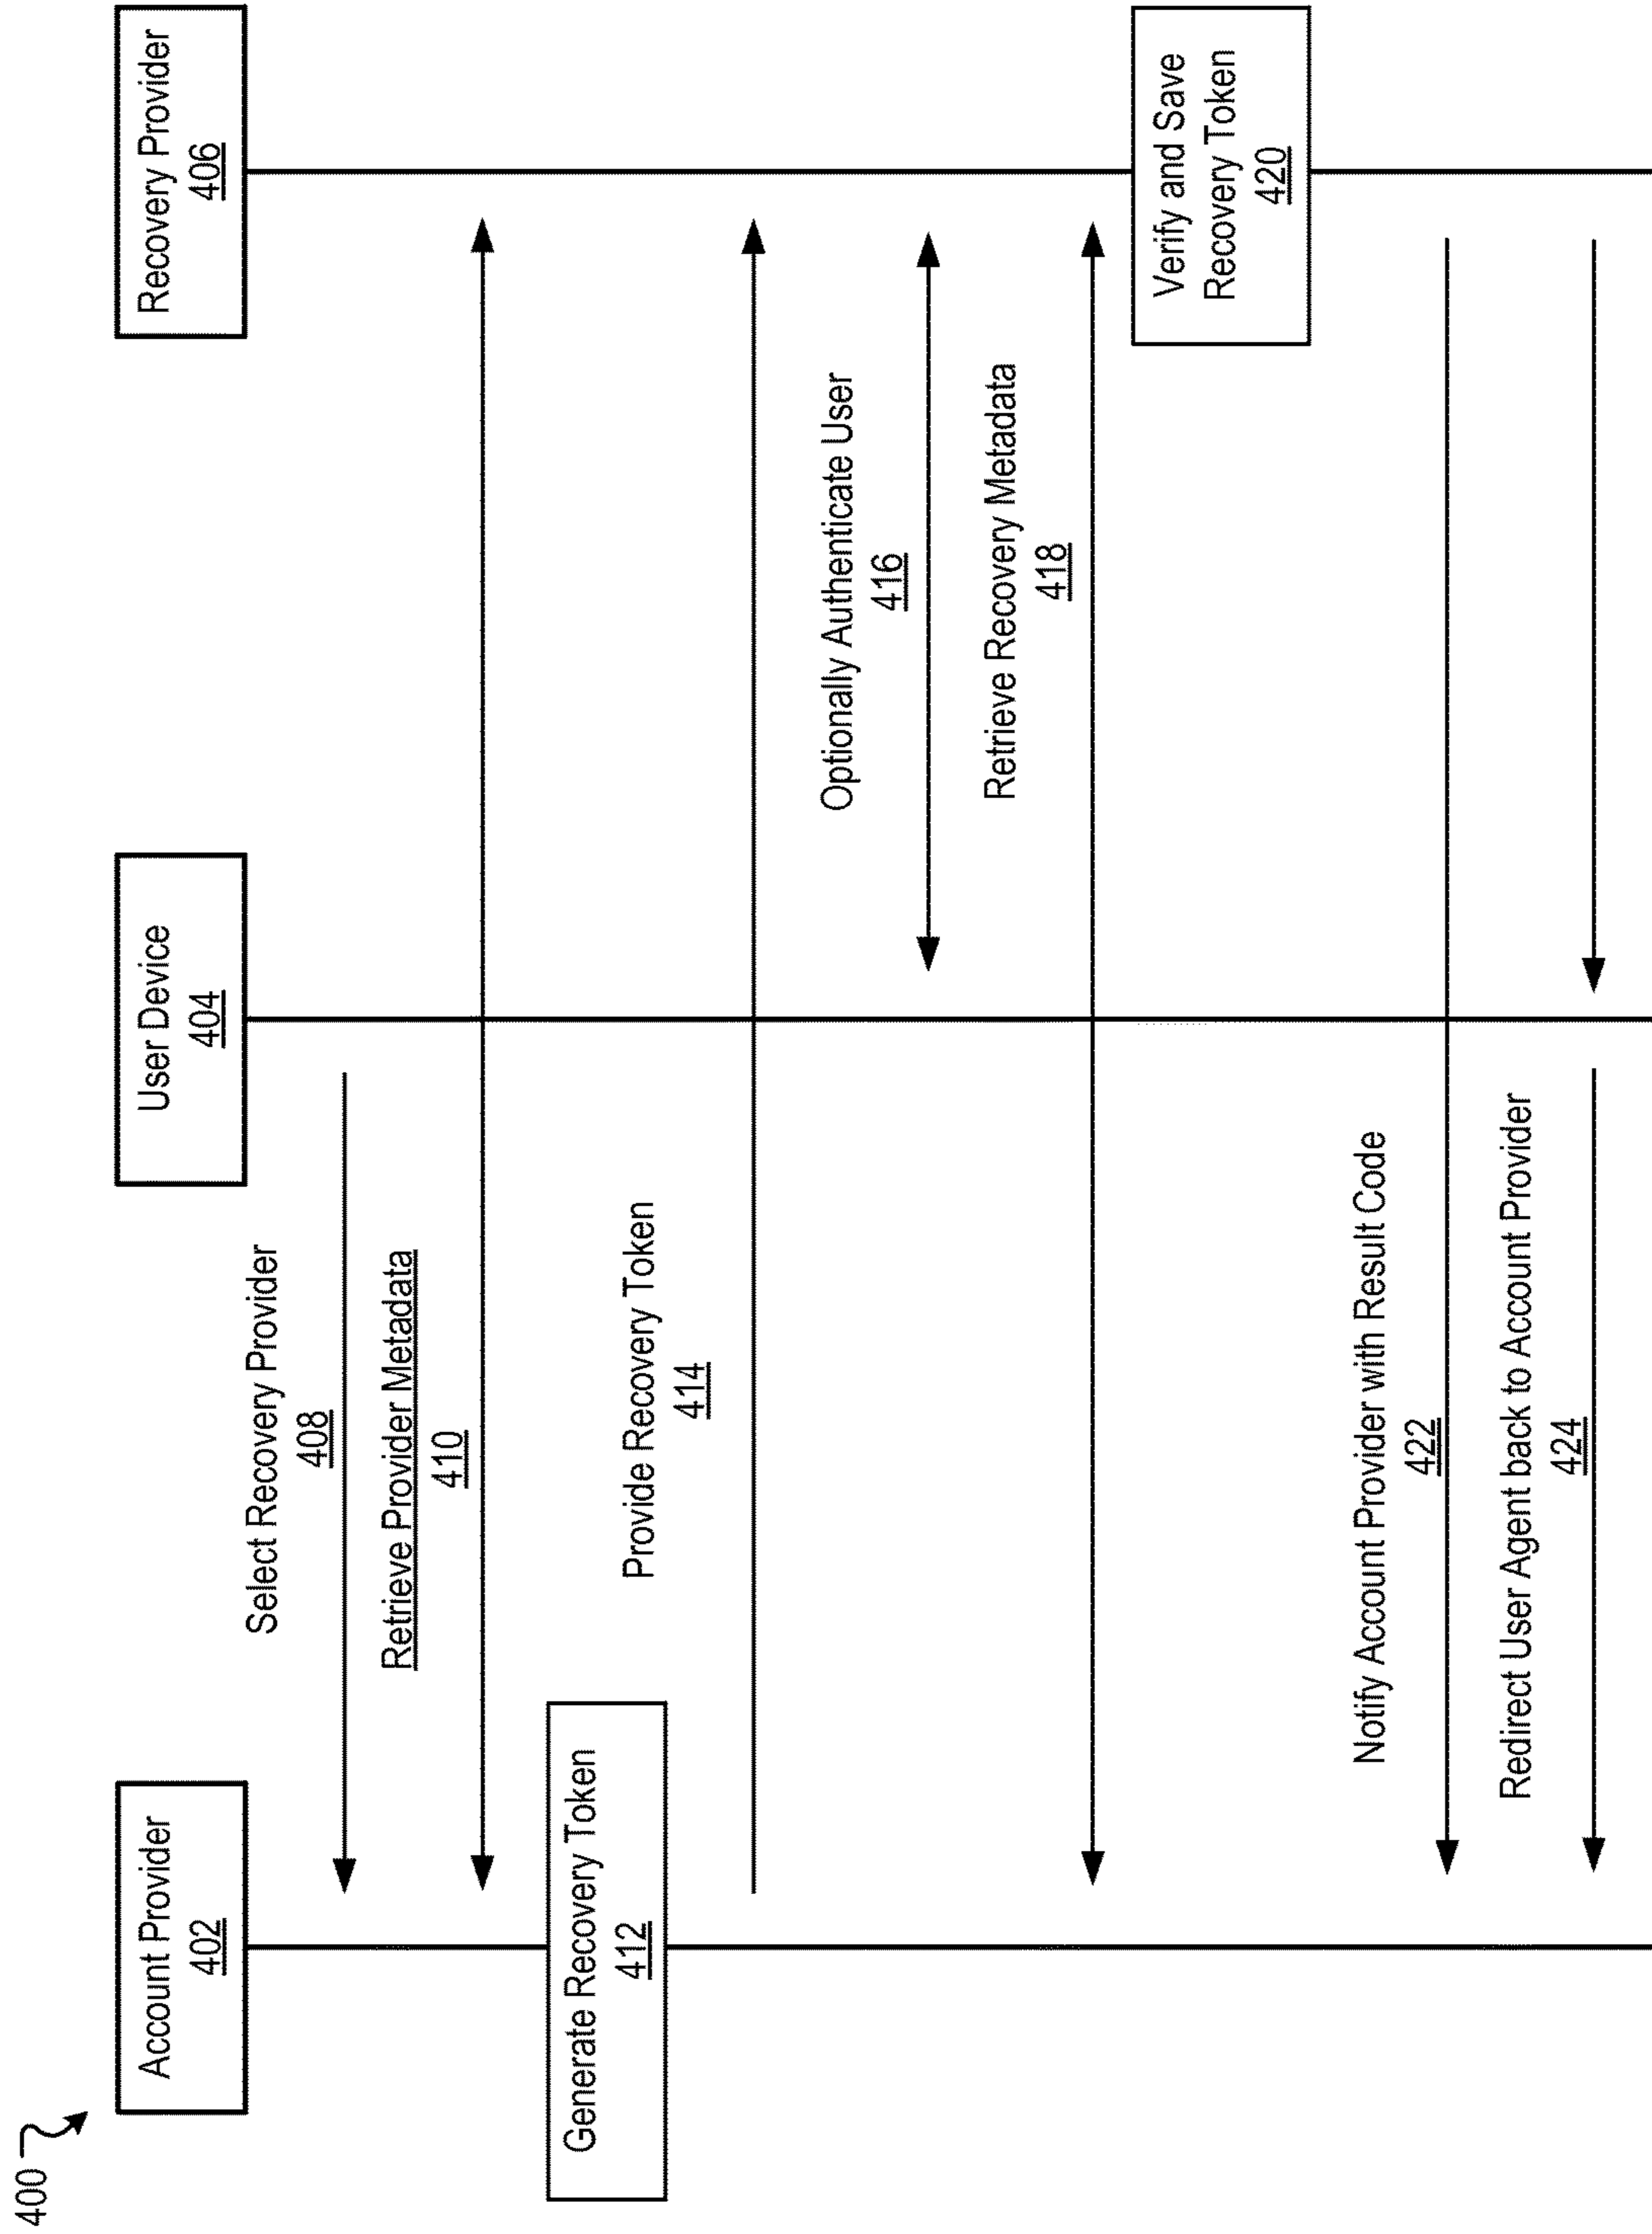 400
Account Provider
402
User Device
404
Recovery Provider
406
Select Recovery Provider
408
Retrieve Provider Metadata
410
Generate Recovery Token
412
Provide Recovery Token
414
Optionally Authenticate User
416
Retrieve Recovery Metadata
418
Verify and Save
Recovery Token
420
Notify Account Provider with Result Code
422
Redirect User Agent back to Account Provider
424